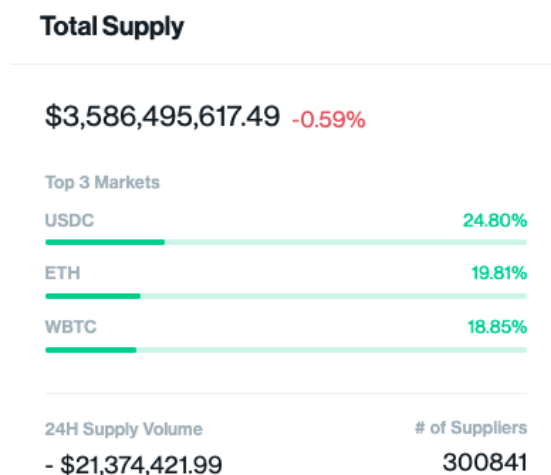 Total Supply
$3,586,495,617.49 -0.59%
Top 3 Markets
USDC 24.80%
ETH 19.81%
WBTC 18.85%
24H Supply Volume # of Suppliers
- $21,374,421.99 300841